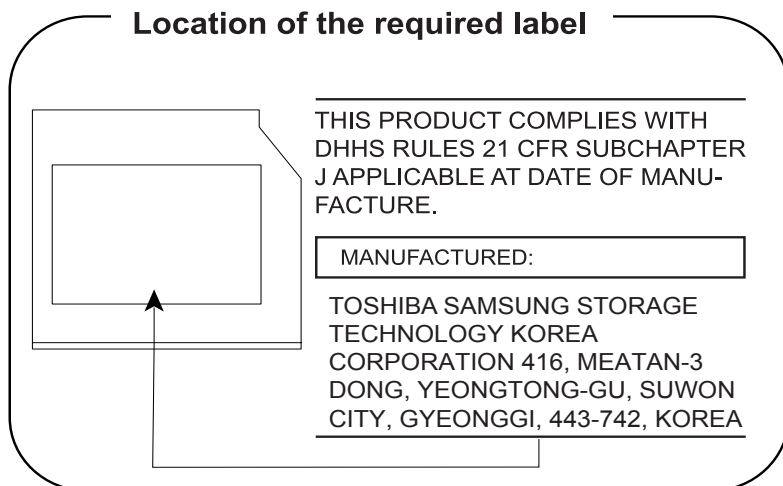 Location of the required label
THIS PRODUCT COMPLIES WITH
DHHS RULES 21 CFR SUBCHAPTER
J APPLICABLE AT DATE OF MANU-
FACTURE.
MANUFACTURED:
TOSHIBA SAMSUNG STORAGE
TECHNOLOGY KOREA
CORPORATION 416, MEATAN-3
DONG, YEONGTONG-GU, SUWON
CITY, GYEONGGI, 443-742, KOREA